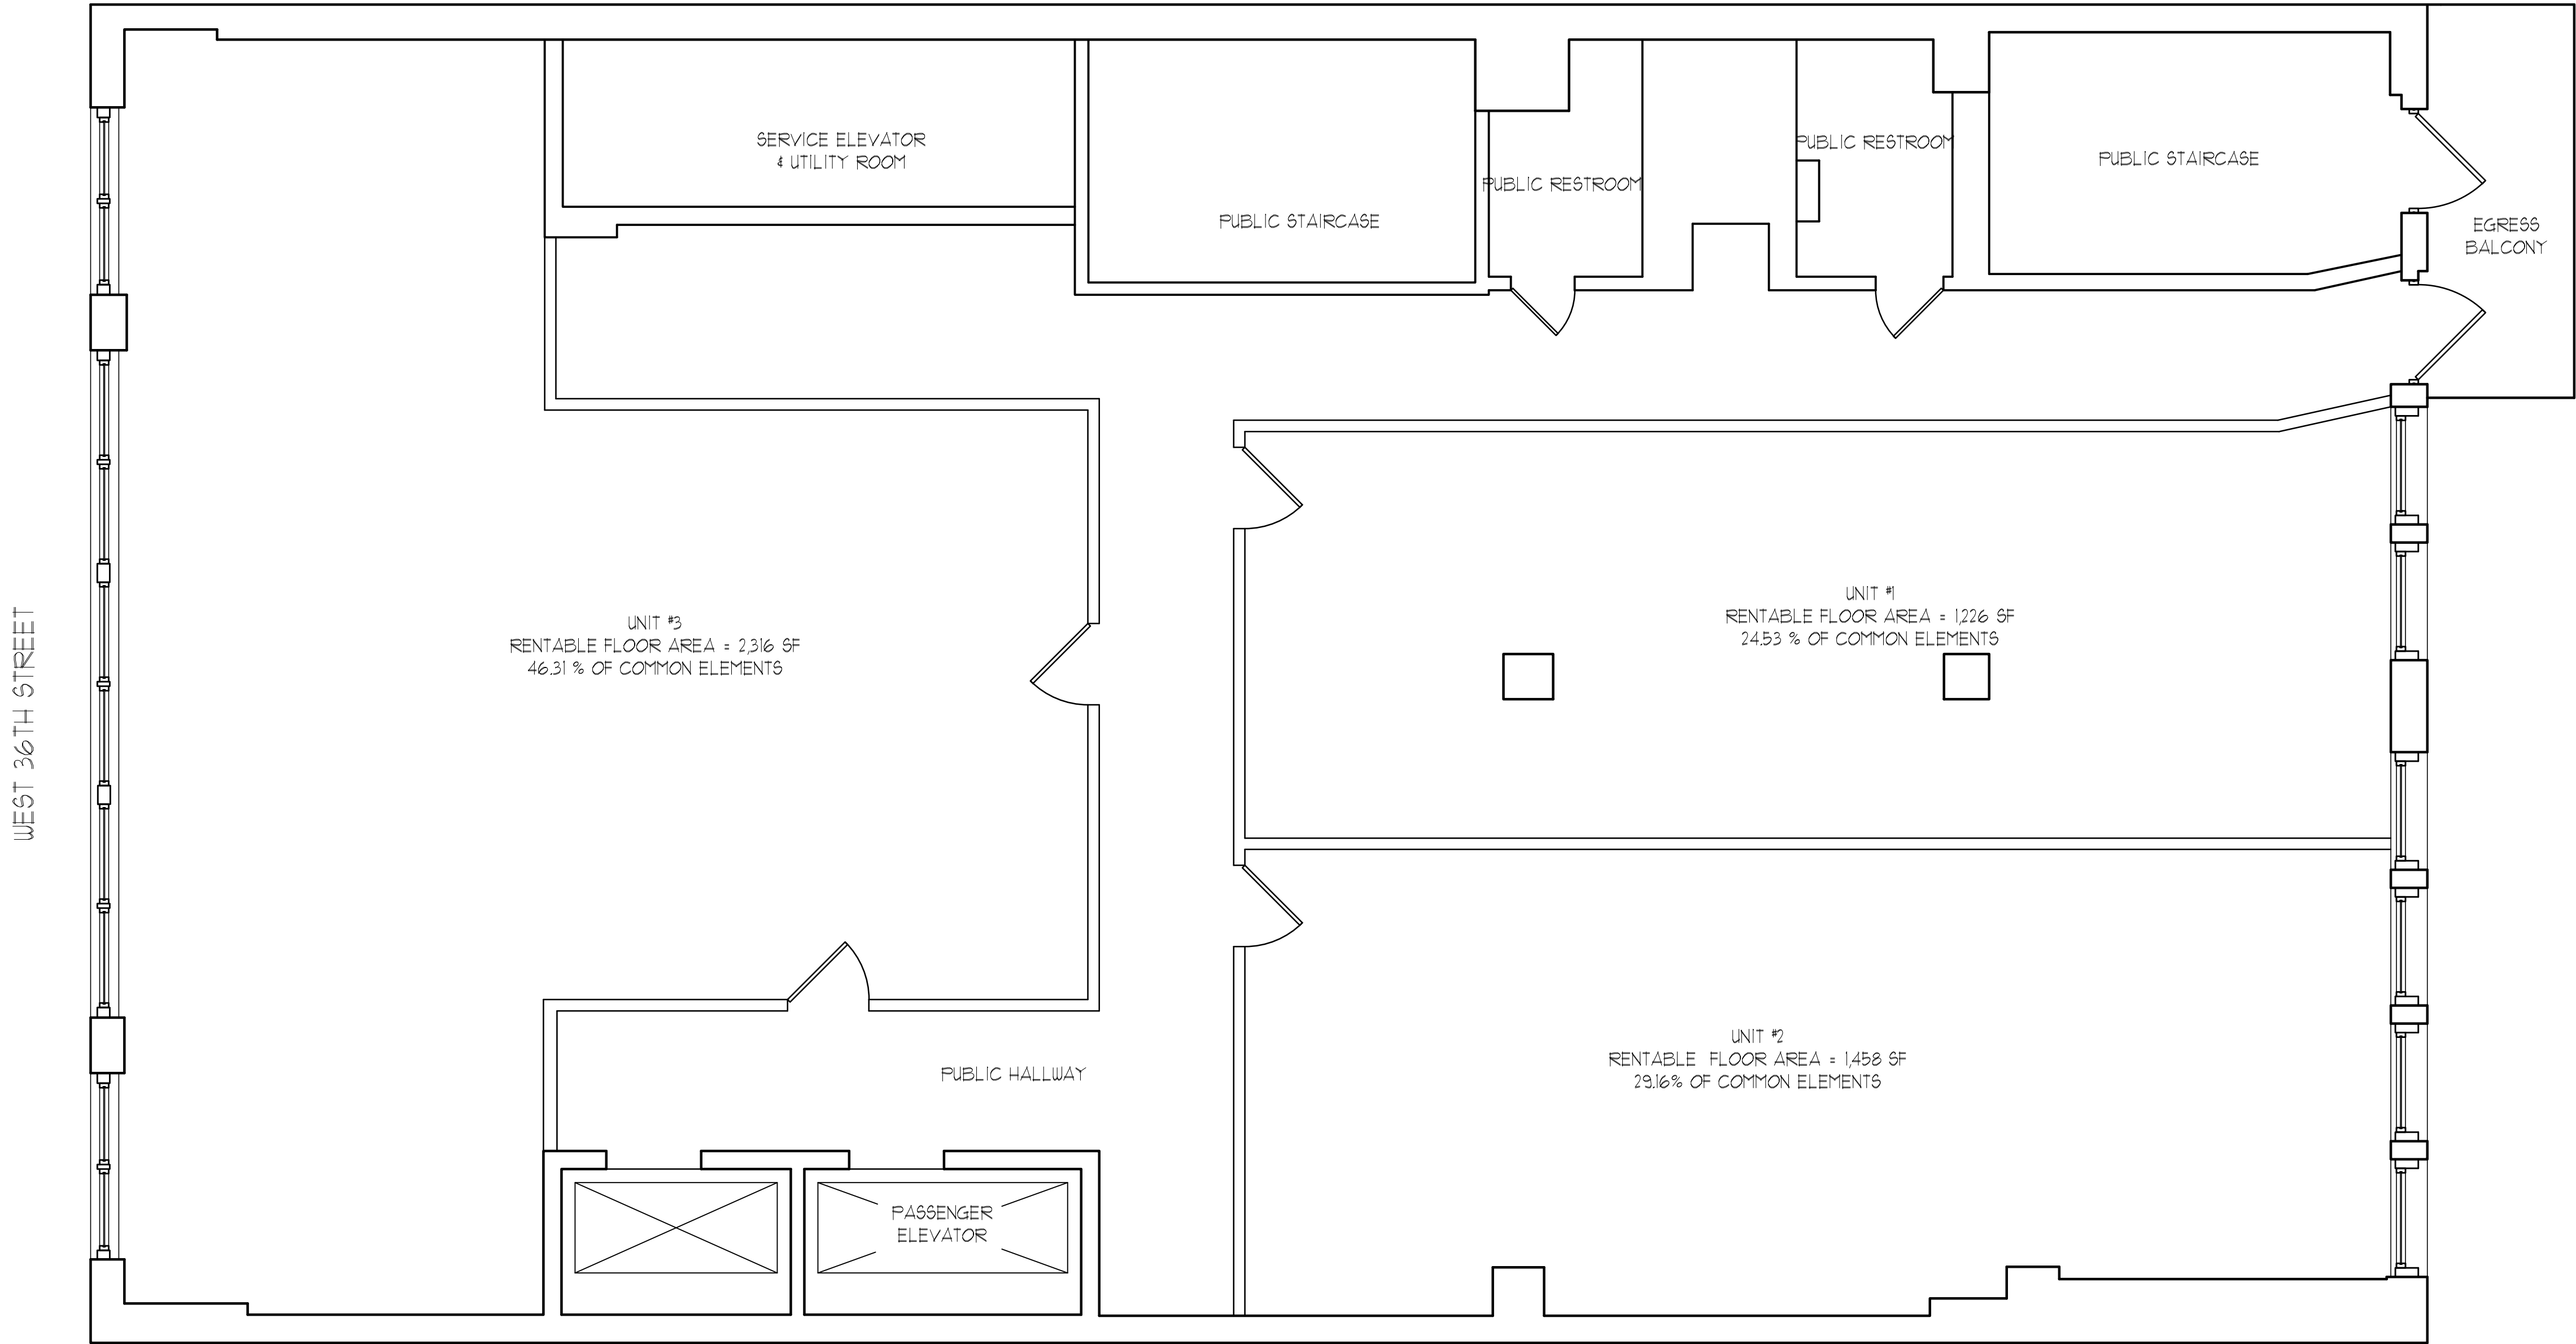 SERVICE ELEVATOR
& UTILITY ROOM
PUBLIC STAIRCASE
PUBLIC RESTROOM
PUBLIC RESTROOM
PUBLIC STAIRCASE
EGRESS
BALCONY
WEST 36TH STREET
UNIT #3
RENTABLE FLOOR AREA = 2,316 SF
46.31 % OF COMMON ELEMENTS
UNIT #1
RENTABLE FLOOR AREA = 1,226 SF
24.53 % OF COMMON ELEMENTS
UNIT #2
RENTABLE FLOOR AREA = 1,458 SF
29.16% OF COMMON ELEMENTS
PUBLIC HALLWAY
PASSENGER
ELEVATOR